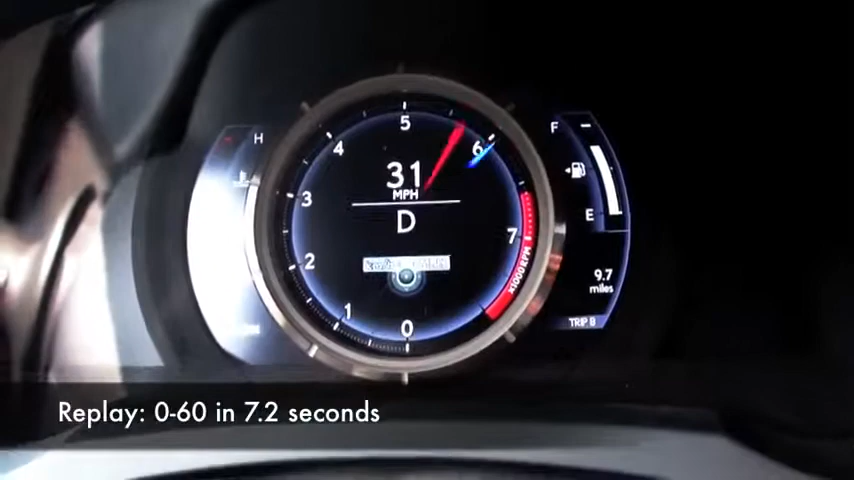 H
F
E
5
4
6
3
7
2
1
0
31
MPH
D
x1000RPM
9.7
miles
TRIP B
Replay: 0-60 in 7.2 seconds